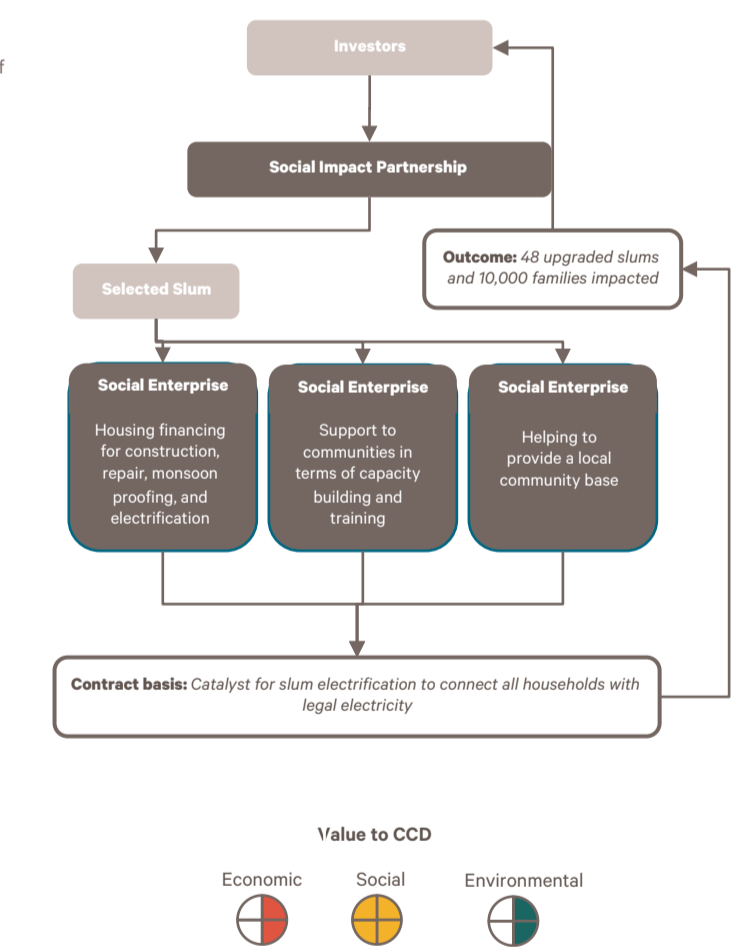 f
Investors
Social Impact Partnership
Outcome: 48 upgraded slums
and 10,000 families impacted
Selected Slum
Social Enterprise
Housing financing
for construction,
repair, monsoon
proofing, and
electrification
Social Enterprise
Support to
communities in
terms of capacity
building and
training
Social Enterprise
Helping to
provide a local
community base
Contract basis: Catalyst for slum electrification to connect all households with
legal electricity
Value to CCD
Economic
Social
Environmental